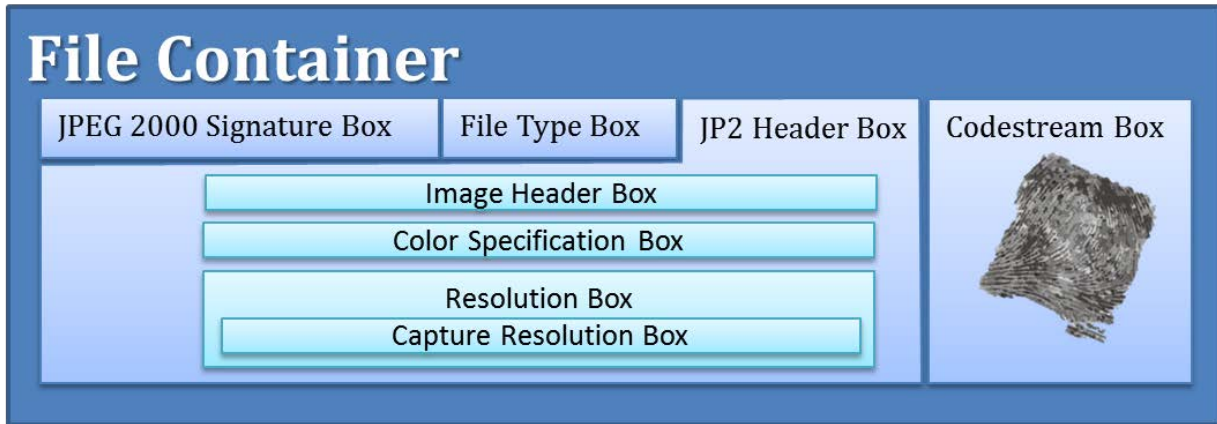 File Container
JPEG 2000 Signature Box
File Type Box
JP2 Header Box
Codestream Box
Image Header Box
Color Specification Box
Resolution Box
Capture Resolution Box